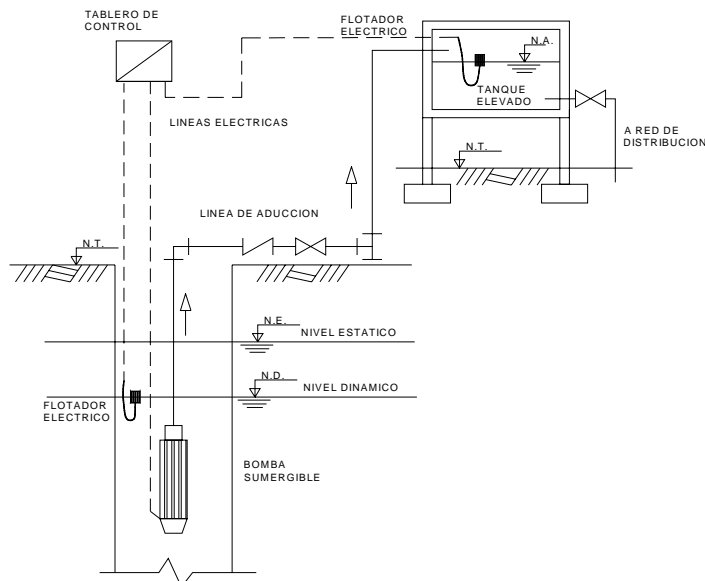 TABLERO DE
CONTROL
FLOTADOR
ELECTRICO
N.A.
TANQUE
ELEVADO
LINEAS ELECTRICAS
A RED DE
DISTRIBUCION
N.T.
LINEA DE ADUCCION
N.T.
N.E.
NIVEL ESTATICO
N.D.
NIVEL DINAMICO
FLOTADOR
ELECTRICO
BOMBA
SUMERGIBLE